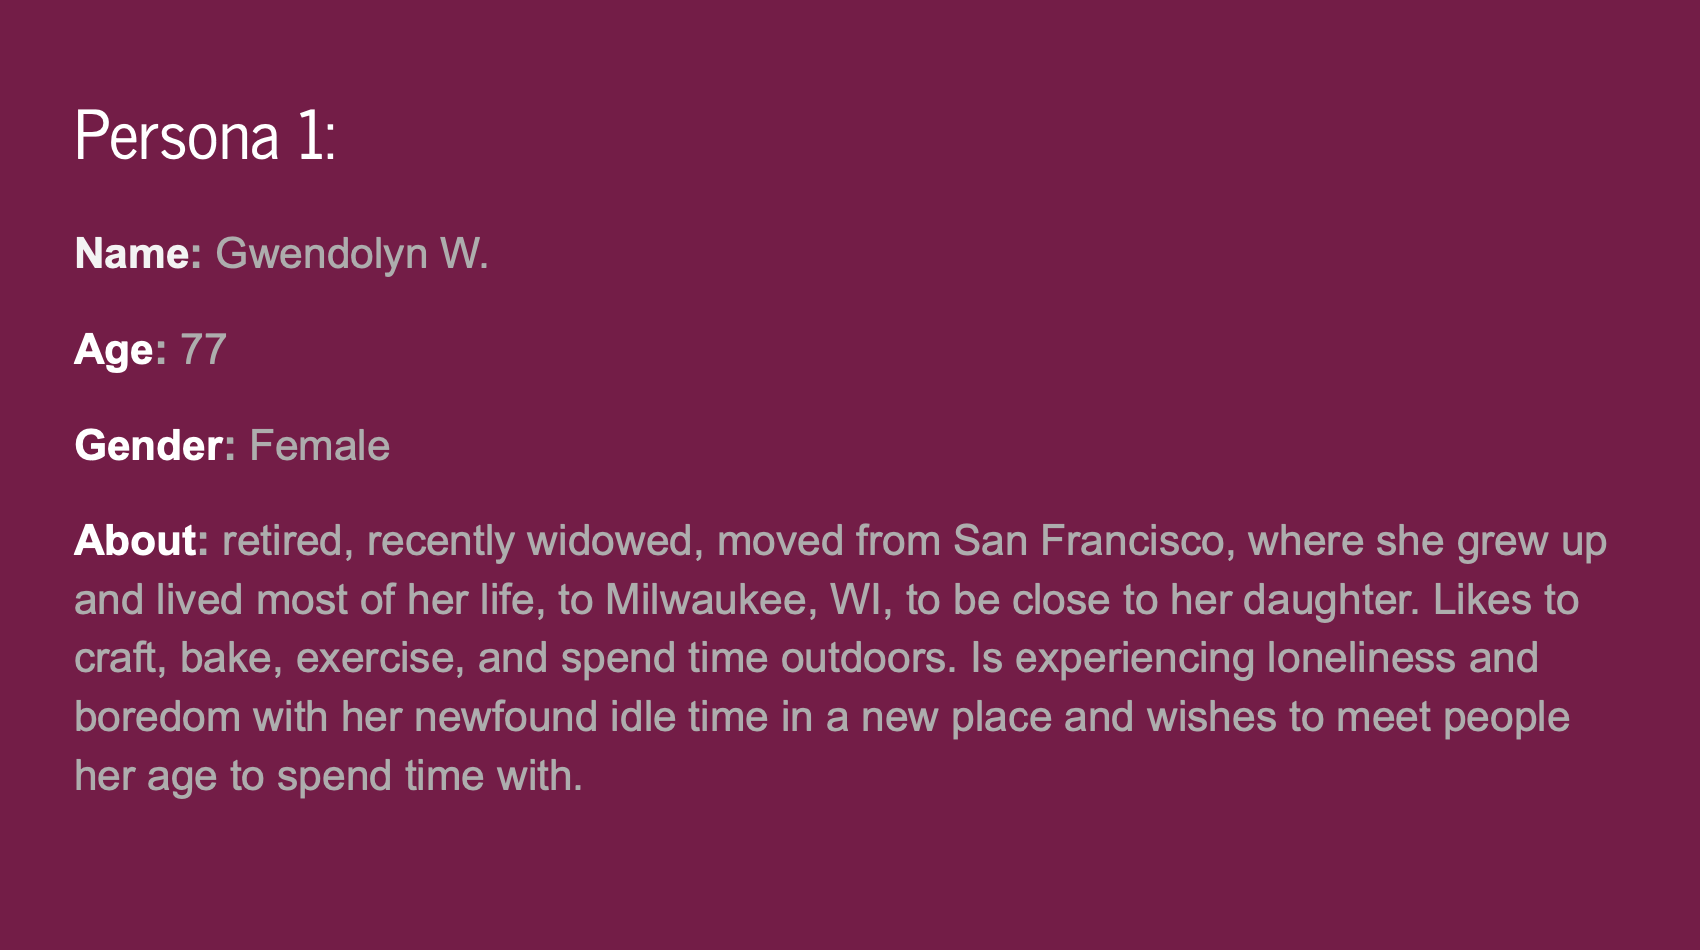 Persona 1:
Name: Gwendolyn W.
Age: 77
Gender: Female
About: retired, recently widowed, moved from San Francisco, where she grew up
and lived most of her life, to Milwaukee, WI, to be close to her daughter. Likes to
craft, bake, exercise, and spend time outdoors. Is experiencing loneliness and
boredom with her newfound idle time in a new place and wishes to meet people
her age to spend time with.